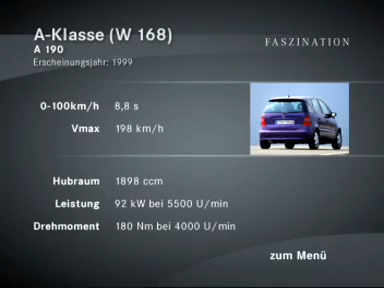 A-Klasse (W 168)
A 190
Erscheinungsjahr: 1999
FASZINATION
0-100km/h 8,8 s
Vmax 198 km/h
Hubraum 1898 ccm
Leistung 92 kW bei 5500 U/min
Drehmoment 180 Nm bei 4000 U/min
zum Menü